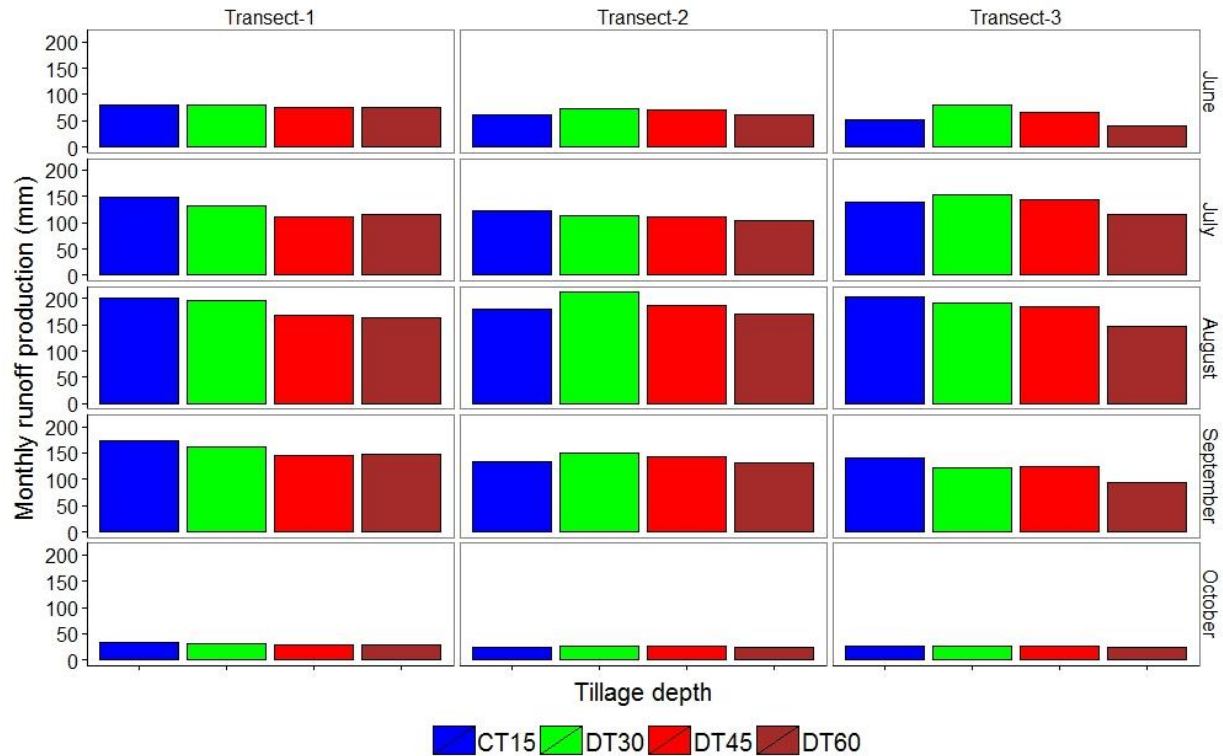 Transect-1 Transect-2 Transect-3
Monthly runoff production (mm)
200
150
100
50
0
June
200
150
100
50
0
July
200
150
100
50
0
August
200
150
100
50
0
September
200
150
100
50
0
October
Tillage depth
CT15 DT30 DT45 DT60